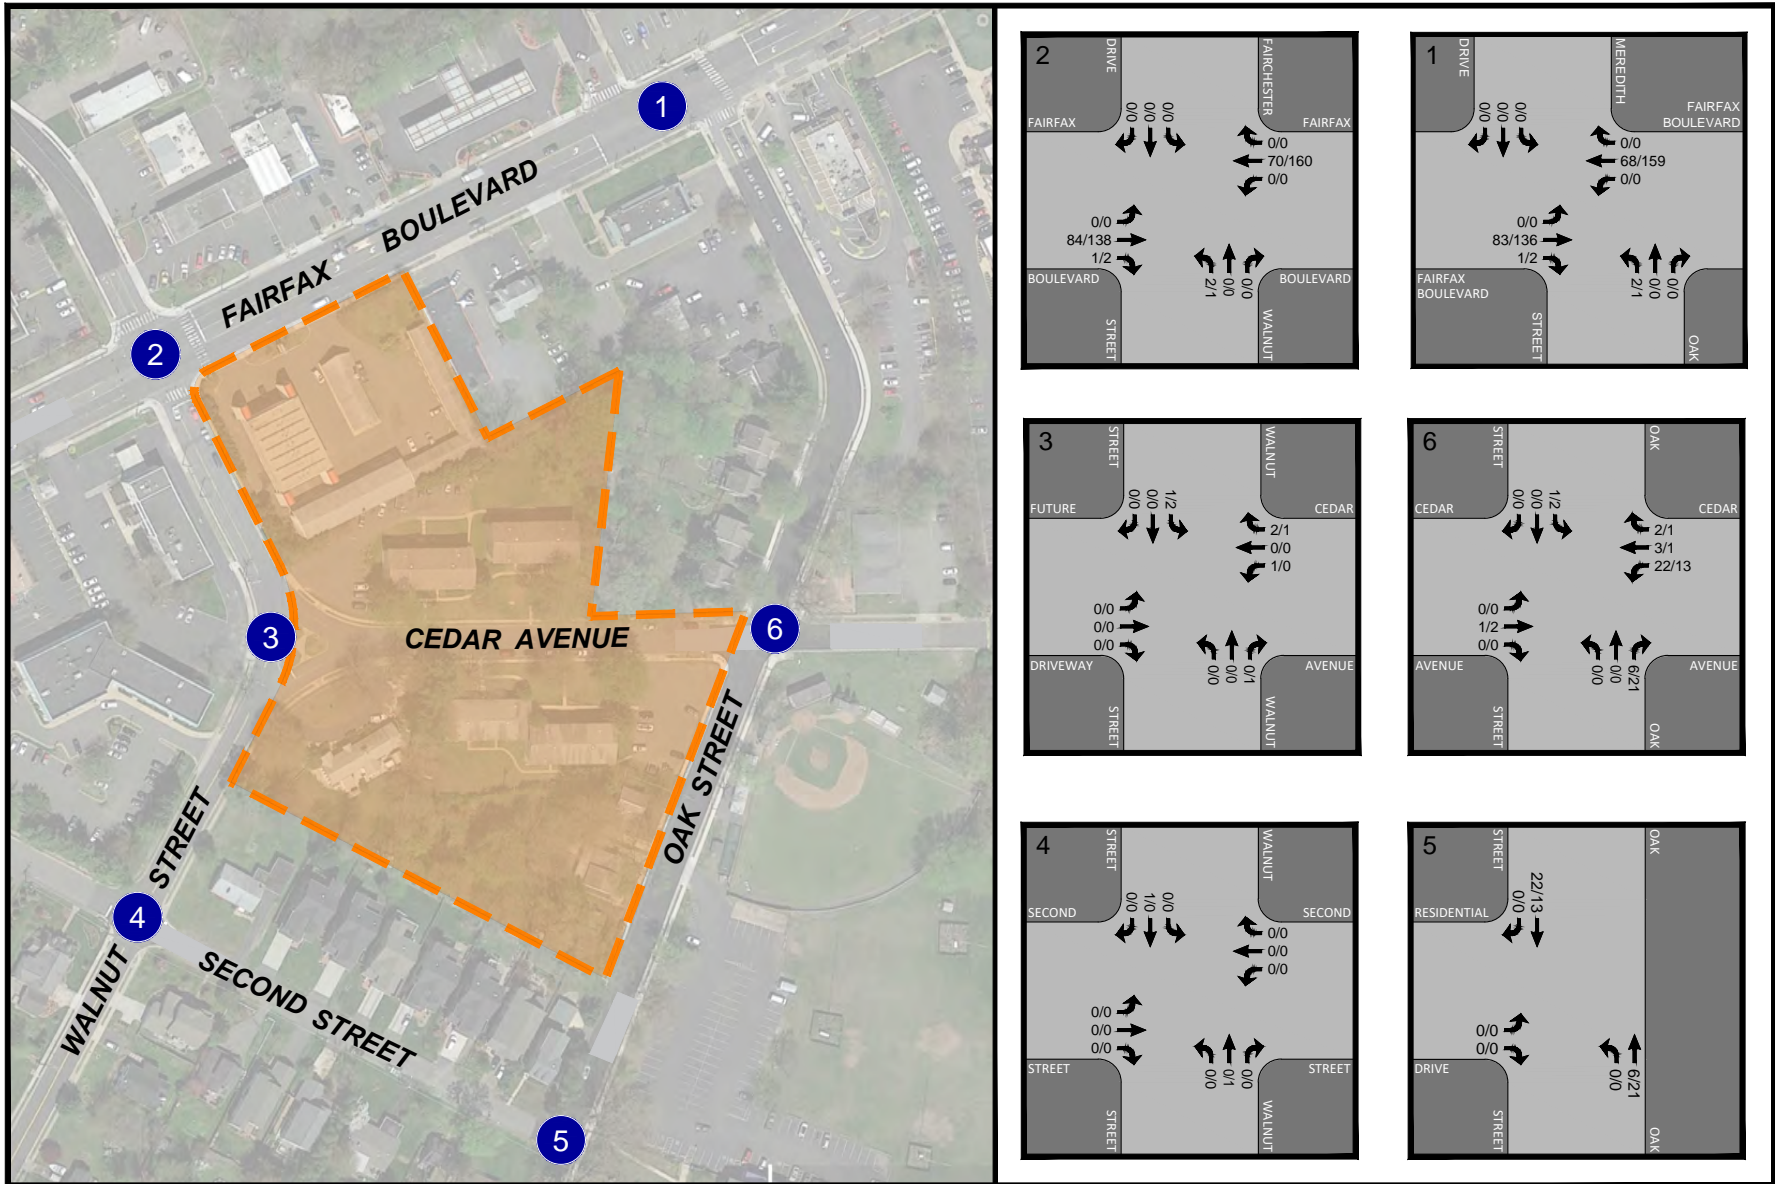 1
2
3
4
5
6
FAIRFAX BOULEVARD
CEDAR AVENUE
OAK STREET
WALNUT STREET
SECOND STREET
2
DRIVE
FAIRCHESTER
FAIRFAX
FAIRFAX
0/0
0/0
0/0
0/0
70/160
0/0
0/0
84/138
1/2
2/1
0/0
0/0
BOULEVARD
BOULEVARD
STREET
WALNUT
1
DRIVE
MEREDITH
FAIRFAX
BOULEVARD
0/0
0/0
0/0
0/0
68/159
0/0
0/0
83/136
1/2
2/1
0/0
0/0
FAIRFAX
BOULEVARD
STREET
OAK
3
STREET
WALNUT
FUTURE
CEDAR
0/0
0/0
1/2
2/1
0/0
1/0
0/0
0/0
0/0
0/0
0/0
0/1
DRIVEWAY
AVENUE
STREET
WALNUT
6
STREET
OAK
CEDAR
CEDAR
0/0
0/0
1/2
2/1
3/1
22/13
0/0
1/2
0/0
0/0
0/0
6/21
AVENUE
AVENUE
STREET
OAK
4
STREET
WALNUT
SECOND
SECOND
0/0
1/0
0/0
0/0
0/0
0/0
0/0
0/0
0/0
0/0
0/1
0/0
STREET
STREET
STREET
WALNUT
5
STREET
OAK
RESIDENTIAL
0/0
22/13
0/0
0/0
0/0
6/21
DRIVE
STREET
OAK